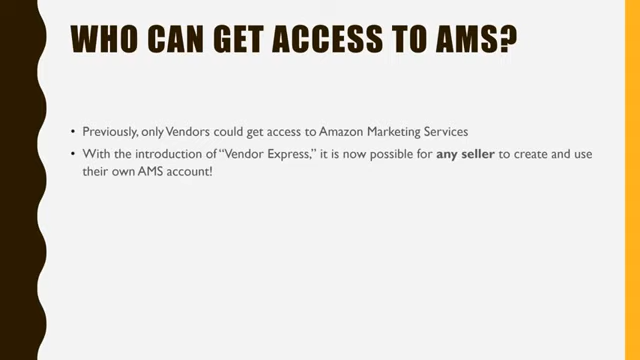 WHO CAN GET ACCESS TO AMS?
• Previously, only Vendors could get access to Amazon Marketing Services
• With the introduction of “Vendor Express,” it is now possible for any seller to create and use
their own AMS account!